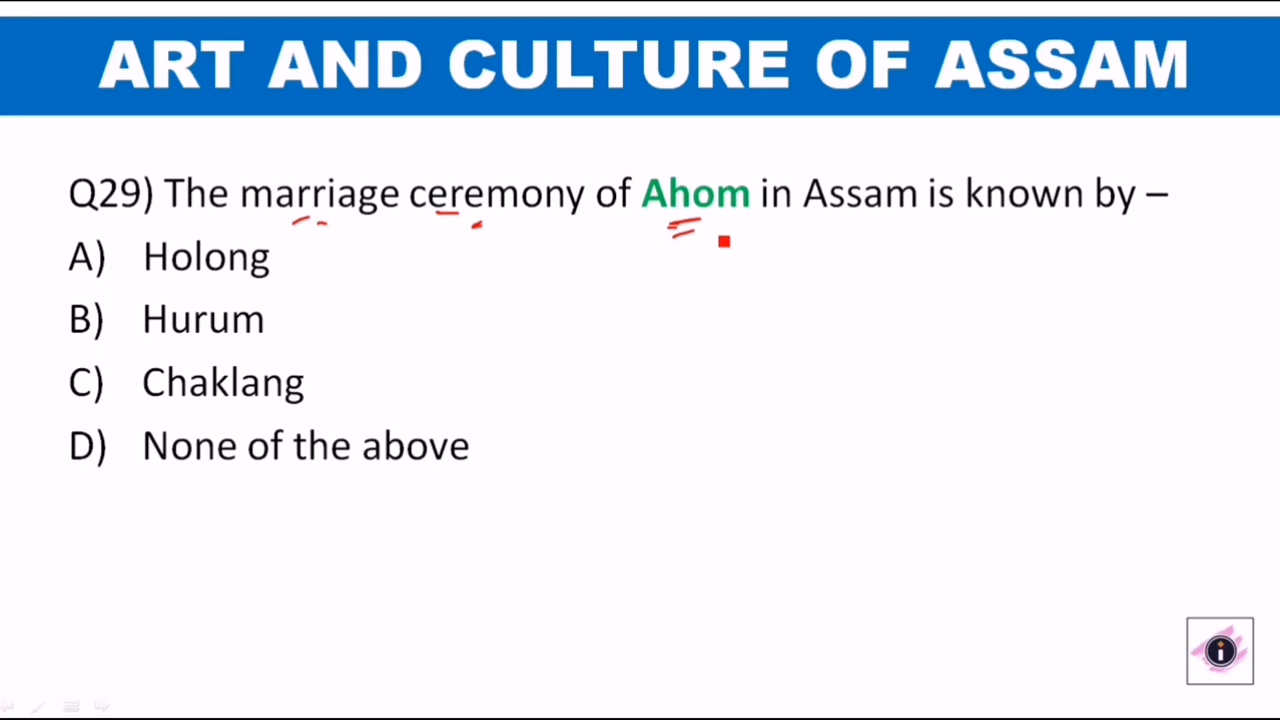 ART AND CULTURE OF ASSAM
Q29) The marriage ceremony of Ahom in Assam is known by –
A) Holong
B) Hurum
C) Chaklang
D) None of the above
i